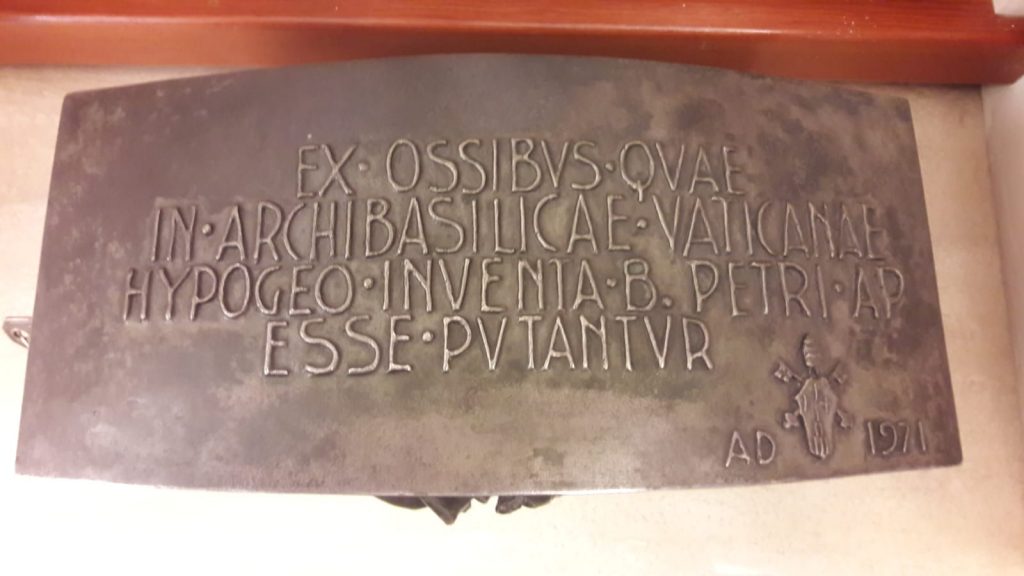 EX · OSSIBVS · QVAE
IN · ARCHIBASILICAE · VATICANAE
HYPOGEO · INVENTA · B. PETRI · AP
ESSE · PVTANTVR
AD 1971